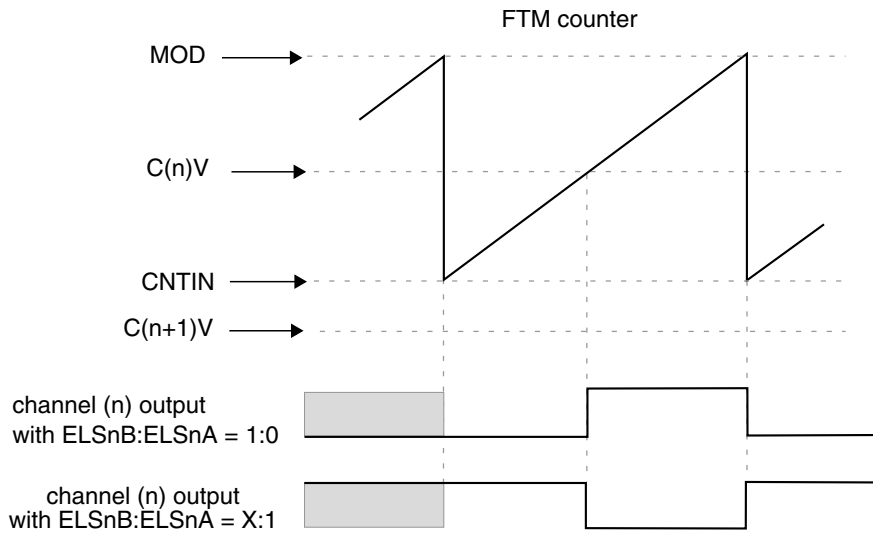 FTM counter
MOD
C(n)V
CNTIN
C(n+1)V
channel (n) output
with ELSnB:ELSnA = 1:0
channel (n) output
with ELSnB:ELSnA = X:1